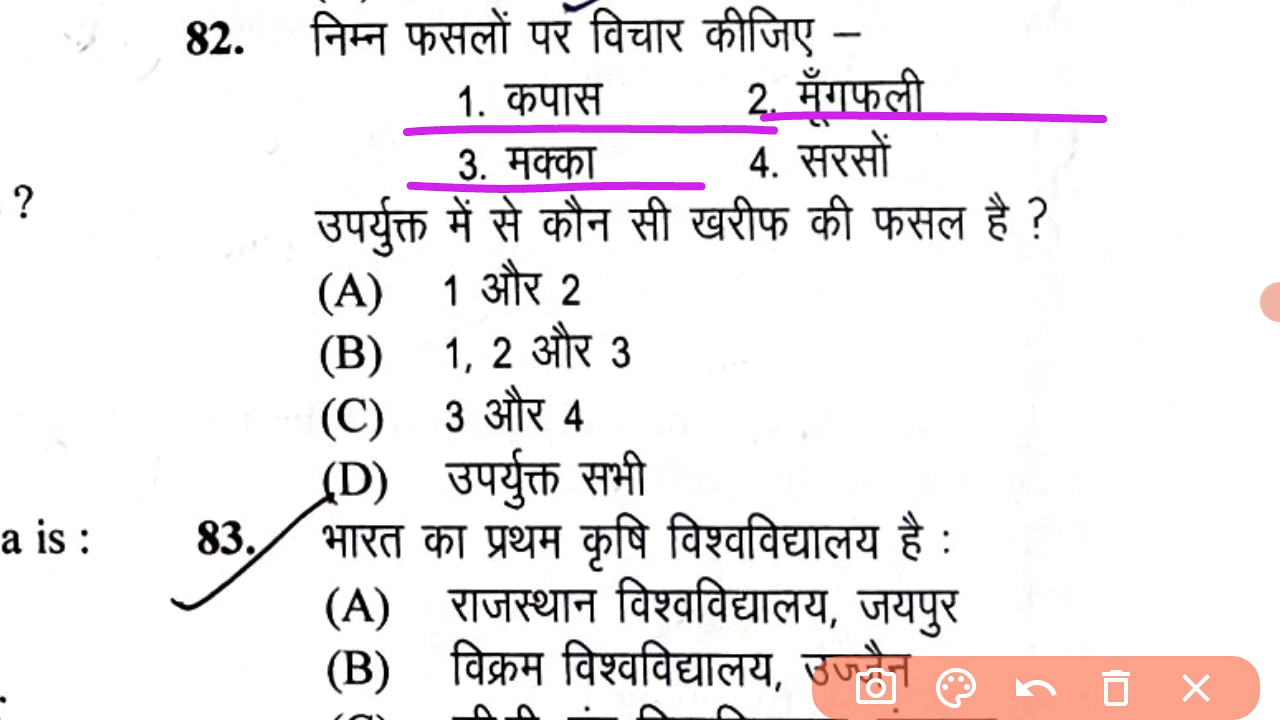 82. निम्न फसलों पर विचार कीजिए –
1. कपास 2. मूँगफली
3. मक्का 4. सरसों
?
उपर्युक्त में से कौन सी खरीफ की फसल है ?
(A) 1 और 2
(B) 1, 2 और 3
(C) 3 और 4
(D) उपर्युक्त सभी
a is :
83. भारत का प्रथम कृषि विश्वविद्यालय है :
(A) राजस्थान विश्वविद्यालय, जयपुर
(B) विक्रम विश्वविद्यालय, उज्जैन